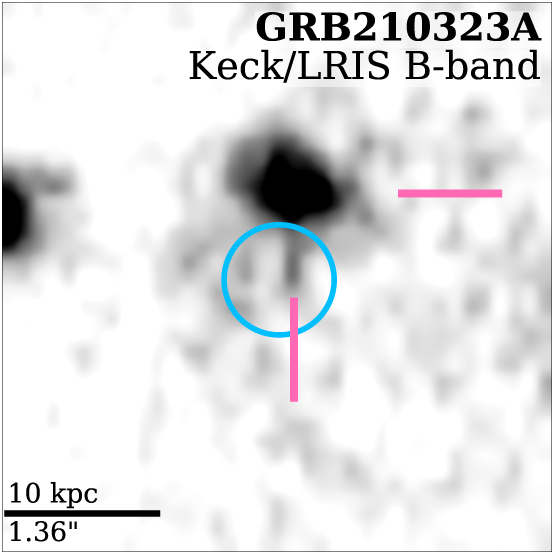 GRB210323A
Keck/LRIS B-band
10 kpc
1.36"